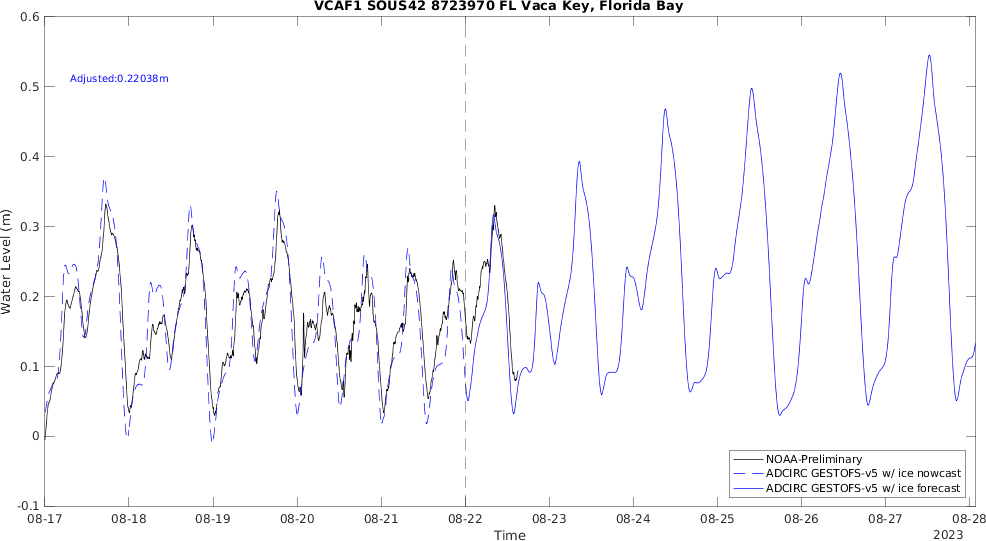 VCAF1 SOUS42 8723970 FL Vaca Key, Florida Bay
0.6
0.5
0.4
0.3
0.2
0.1
0
-0.1
Water Level (m)
Adjusted:0.22038m
NOAA-Preliminary
ADCIRC GESTOFS-v5 w/ ice nowcast
ADCIRC GESTOFS-v5 w/ ice forecast
08-17 08-18 08-19 08-20 08-21 08-22 08-23 08-24 08-25 08-26 08-27 08-28
Time
2023